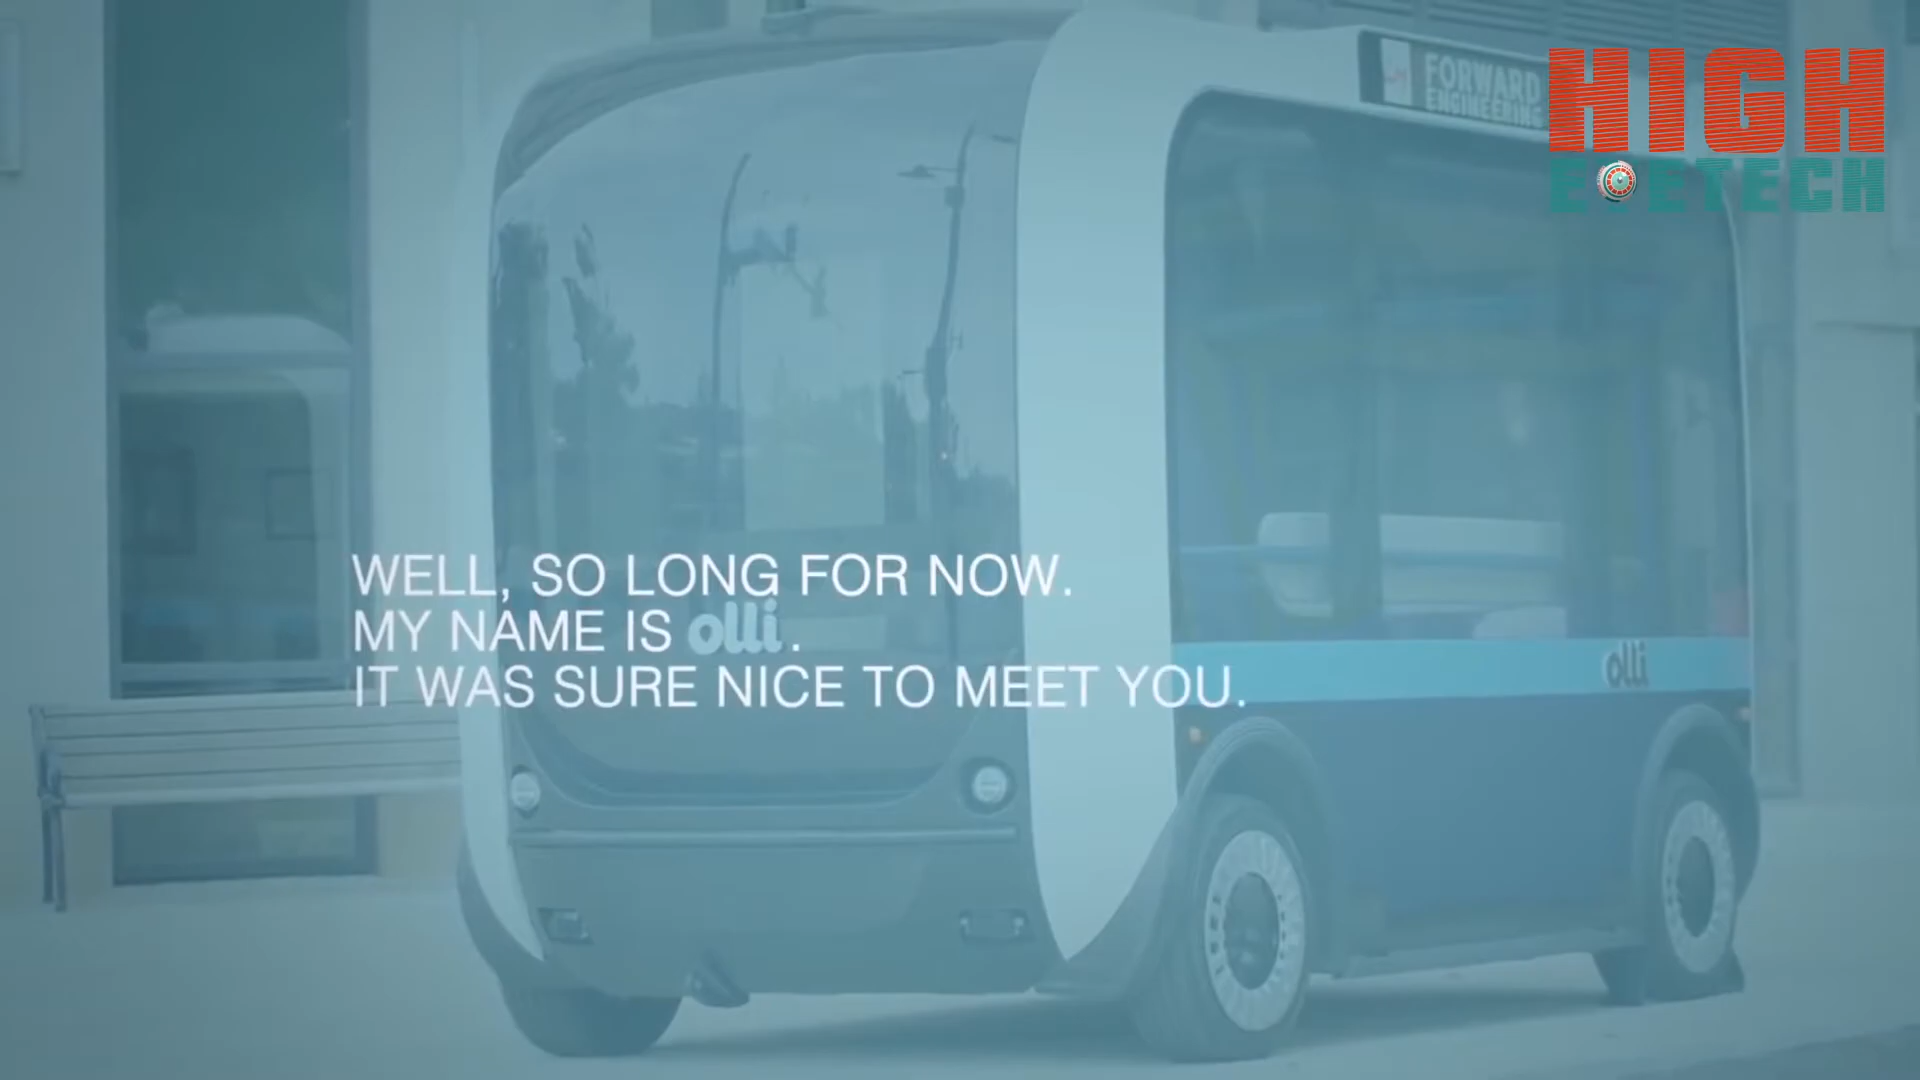 FORWARD
ENGINEERING
HIGH
EYETECH
WELL, SO LONG FOR NOW.
MY NAME IS olli.
IT WAS SURE NICE TO MEET YOU.
olli